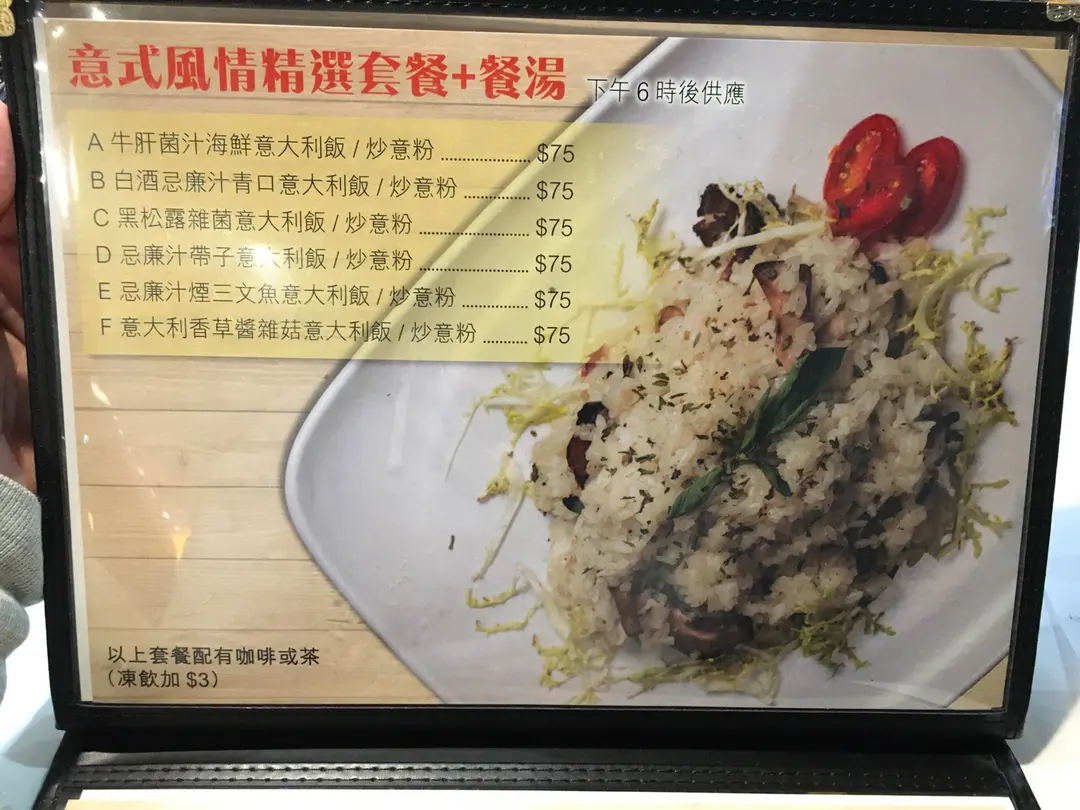 意式風情精選套餐+餐湯 下午6時後供應
A 牛肝菌汁海鮮意大利飯 / 炒意粉 .................... $75
B 白酒忌廉汁青口意大利飯 / 炒意粉 ............... $75
C 黑松露雜菌意大利飯 / 炒意粉 ........................ $75
D 忌廉汁帶子意大利飯 / 炒意粉 ........................ $75
E 忌廉汁煙三文魚意大利飯 / 炒意粉 ............... $75
F 意大利香草醬雜菇意大利飯 / 炒意粉 .......... $75
以上套餐配有咖啡或茶
（凍飲加 $3）